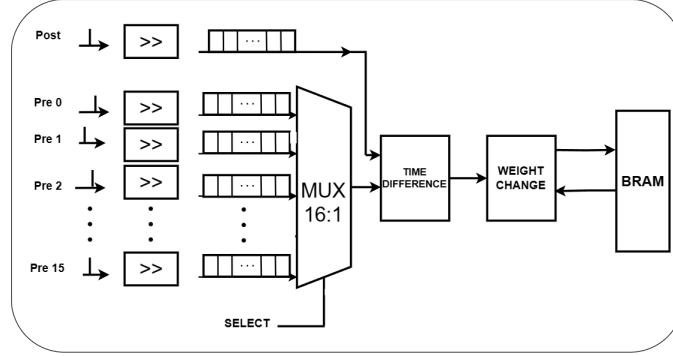 Post
>>
...
Pre 0
>>
...
Pre 1
>>
...
Pre 2
>>
...
Pre 15
>>
...
MUX
16:1
SELECT
TIME
DIFFERENCE
WEIGHT
CHANGE
BRAM